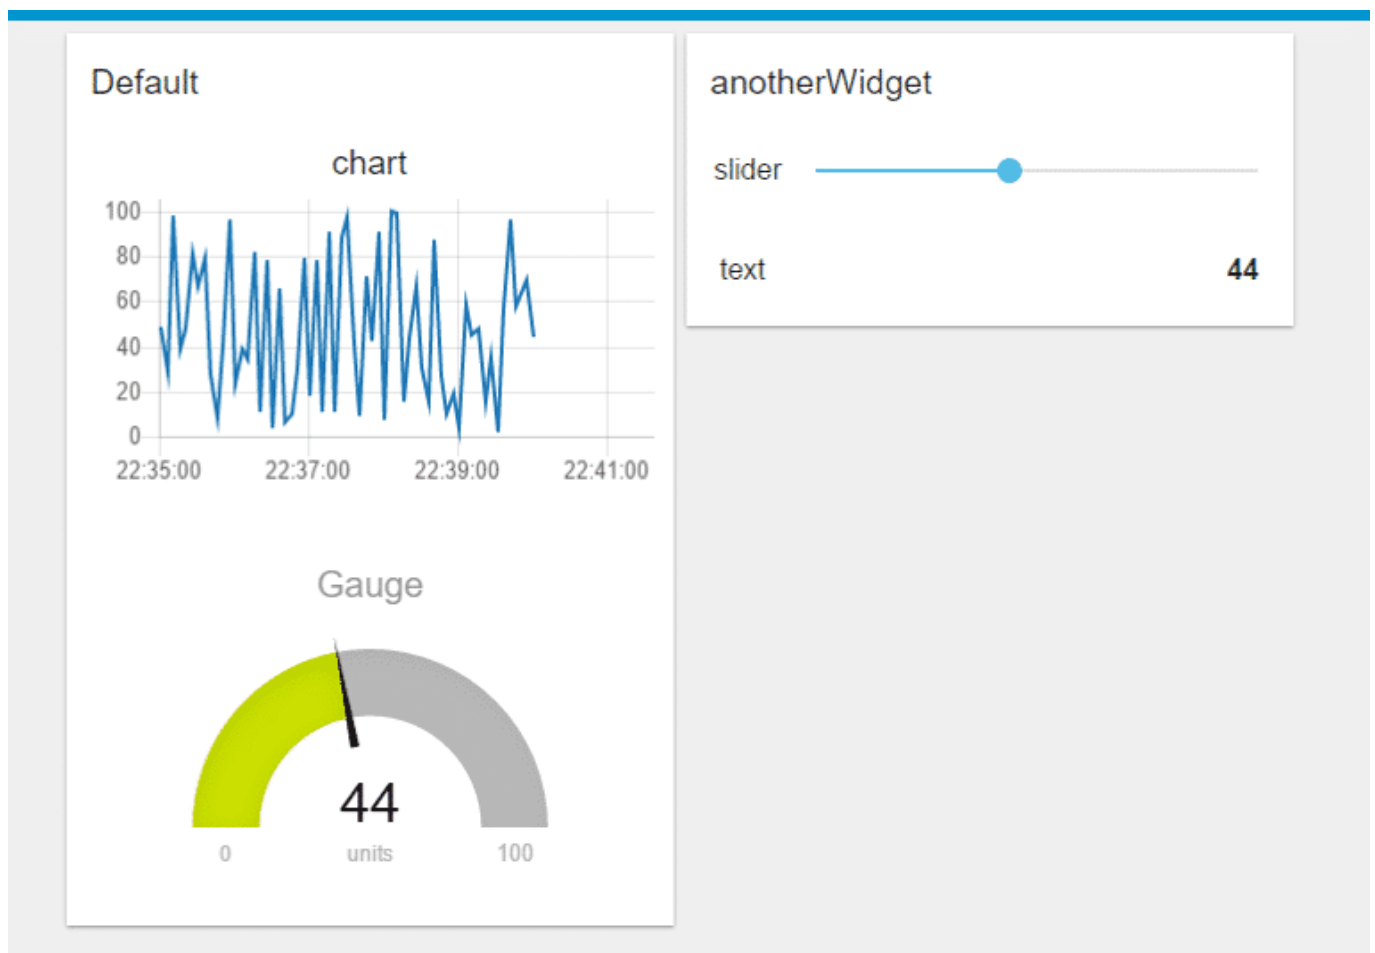 Default
chart
100
80
60
40
20
0
22:35:00 22:37:00 22:39:00 22:41:00
Gauge
44
0 units 100
anotherWidget
slider
text 44